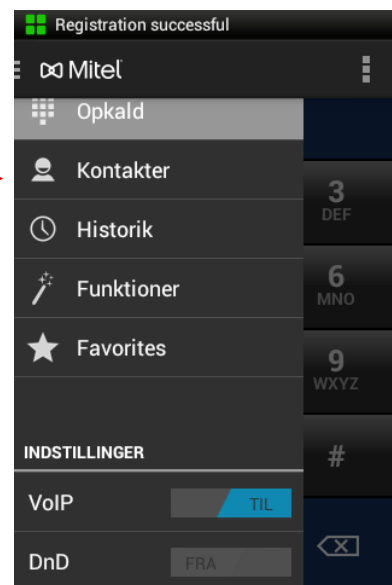 Registration successful
Mitel
Opkald
Kontakter
3
DEF
Historik
Funktioner
6
MNO
Favorites
9
WXYZ
INDSTILLINGER
#
VoIP TIL
DnD FRA